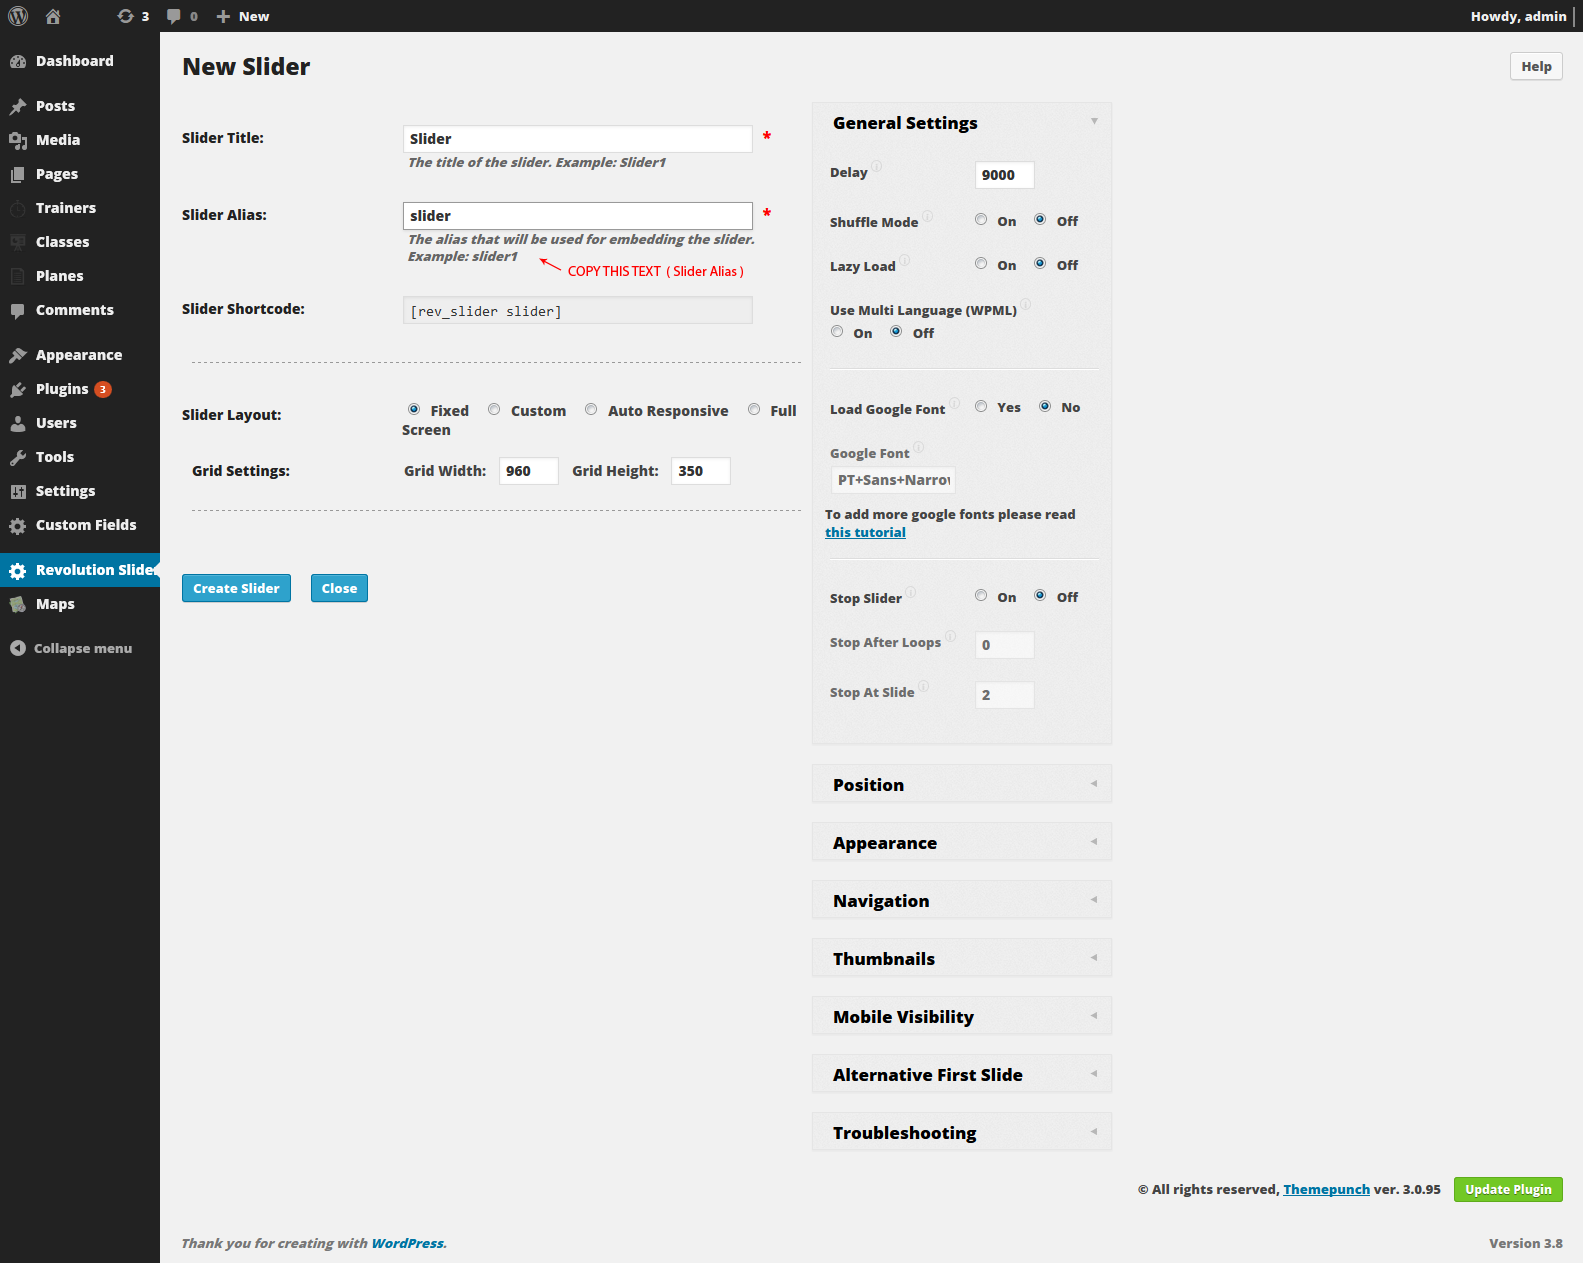 3 0 New Howdy, admin
Dashboard
Posts
Media
Pages
Trainers
Classes
Planes
Comments
Appearance
Plugins 3
Users
Tools
Settings
Custom Fields
Revolution Slide
Maps
Collapse menu
New Slider
Help
Slider Title: Slider *
The title of the slider. Example: Slider1
Slider Alias: slider *
The alias that will be used for embedding the slider.
Example: slider1
COPY THIS TEXT ( Slider Alias )
Slider Shortcode: [rev_slider slider]
Slider Layout: Fixed Custom Auto Responsive Full
Screen
Grid Settings: Grid Width: 960 Grid Height: 350
Create Slider Close
General Settings
Delay 9000
Shuffle Mode On Off
Lazy Load On Off
Use Multi Language (WPML)
On Off
Load Google Font Yes No
Google Font
PT+Sans+Narro
To add more google fonts please read
this tutorial
Stop Slider On Off
Stop After Loops 0
Stop At Slide 2
Position
Appearance
Navigation
Thumbnails
Mobile Visibility
Alternative First Slide
Troubleshooting
© All rights reserved, Themepunch ver. 3.0.95 Update Plugin
Thank you for creating with WordPress. Version 3.8